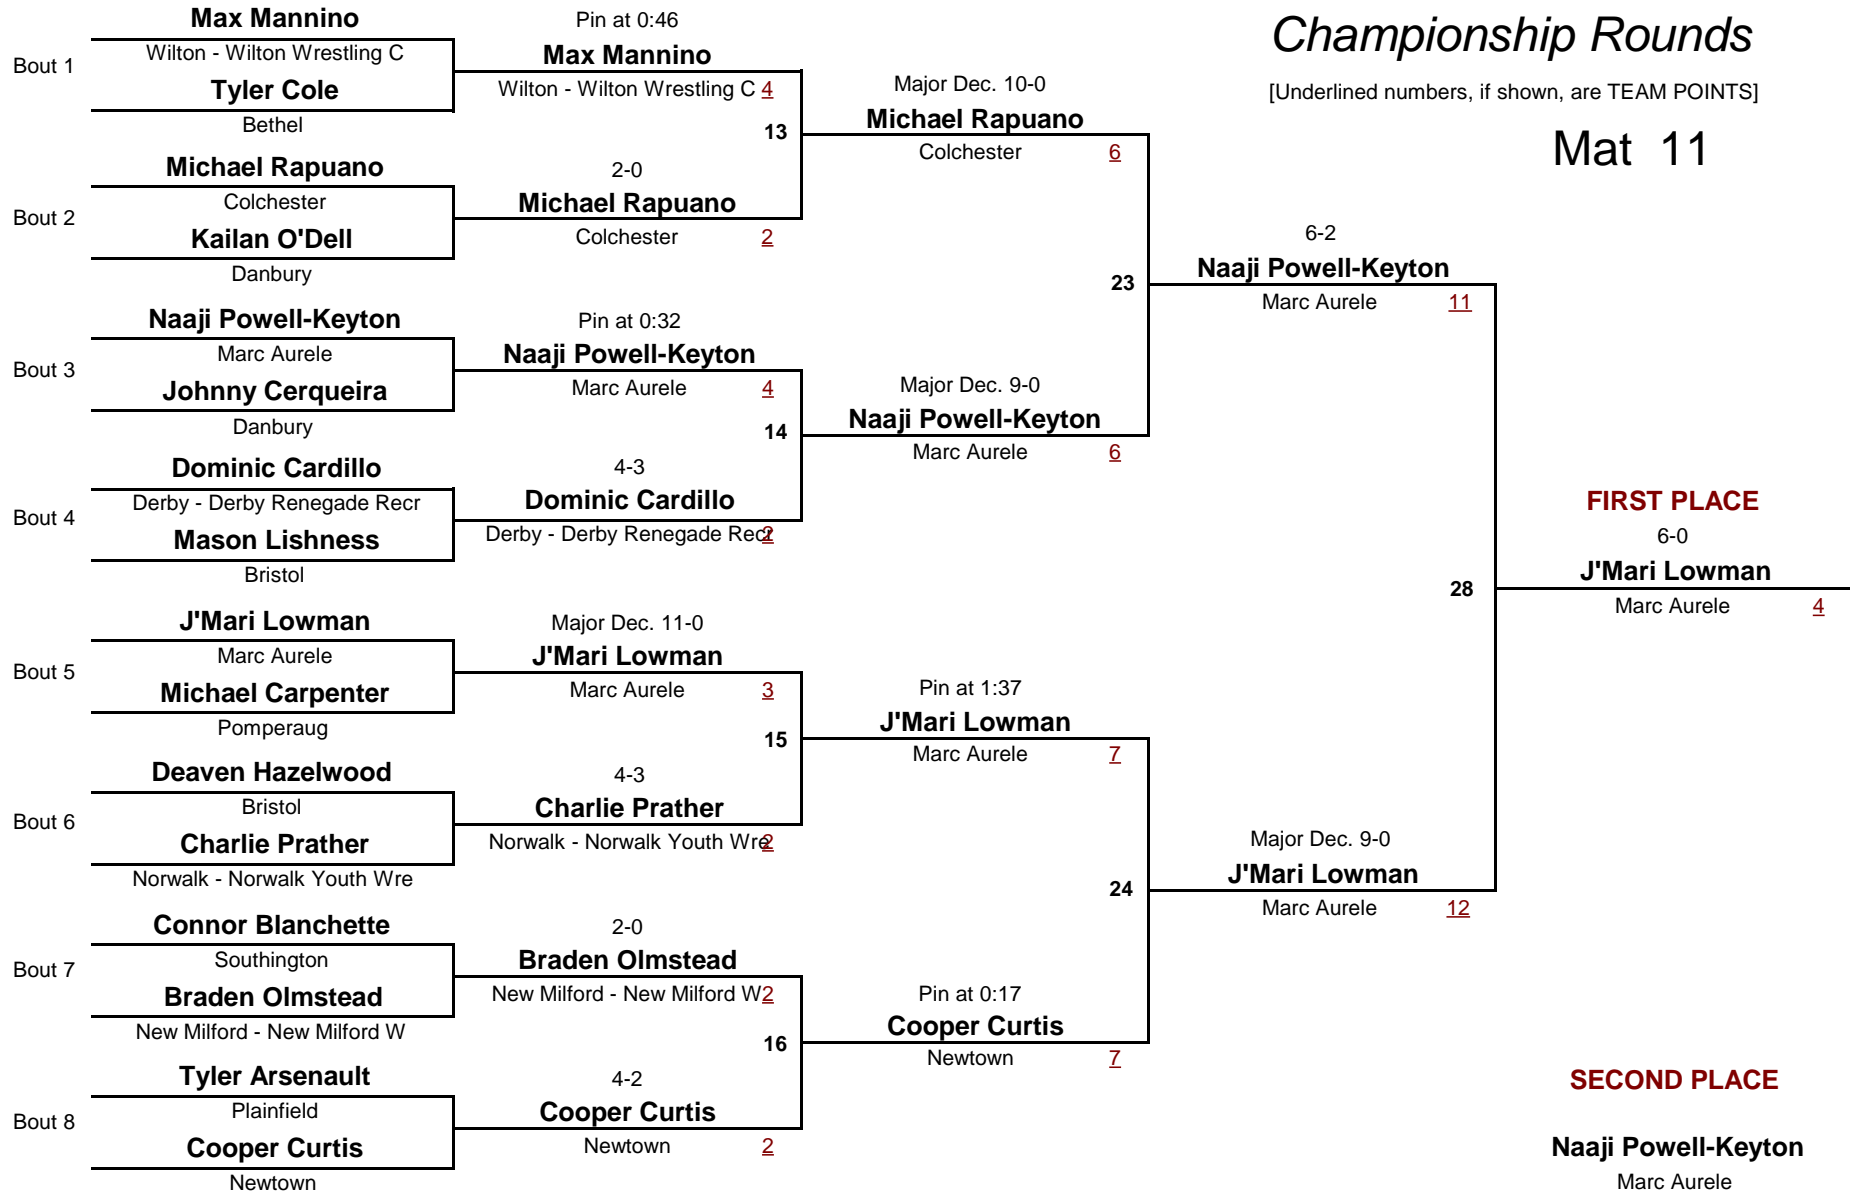 Championship Rounds
[Underlined numbers, if shown, are TEAM POINTS]
Mat 11
Bout 1
Max Mannino
Wilton - Wilton Wrestling C
Tyler Cole
Bethel
Bout 2
Michael Rapuano
Colchester
Kailan O'Dell
Danbury
Bout 3
Naaji Powell-Keyton
Marc Aurele
Johnny Cerqueira
Danbury
Bout 4
Dominic Cardillo
Derby - Derby Renegade Recr
Mason Lishness
Bristol
Bout 5
J'Mari Lowman
Marc Aurele
Michael Carpenter
Pomperaug
Bout 6
Deaven Hazelwood
Bristol
Charlie Prather
Norwalk - Norwalk Youth Wre
Bout 7
Connor Blanchette
Southington
Braden Olmstead
New Milford - New Milford W
Bout 8
Tyler Arsenault
Plainfield
Cooper Curtis
Newtown
Pin at 0:46
Max Mannino
Wilton - Wilton Wrestling C 4
13
2-0
Michael Rapuano
Colchester 2
Pin at 0:32
Naaji Powell-Keyton
Marc Aurele 4
14
4-3
Dominic Cardillo
Derby - Derby Renegade Recr 2
Major Dec. 11-0
J'Mari Lowman
Marc Aurele 3
15
4-3
Charlie Prather
Norwalk - Norwalk Youth Wre 2
2-0
Braden Olmstead
New Milford - New Milford W 2
16
4-2
Cooper Curtis
Newtown 2
Major Dec. 10-0
Michael Rapuano
Colchester 6
23
Major Dec. 9-0
Naaji Powell-Keyton
Marc Aurele 6
Pin at 1:37
J'Mari Lowman
Marc Aurele 7
24
Pin at 0:17
Cooper Curtis
Newtown 7
6-2
Naaji Powell-Keyton
Marc Aurele 11
28
Major Dec. 9-0
J'Mari Lowman
Marc Aurele 12
FIRST PLACE
6-0
J'Mari Lowman
Marc Aurele 4
SECOND PLACE
Naaji Powell-Keyton
Marc Aurele